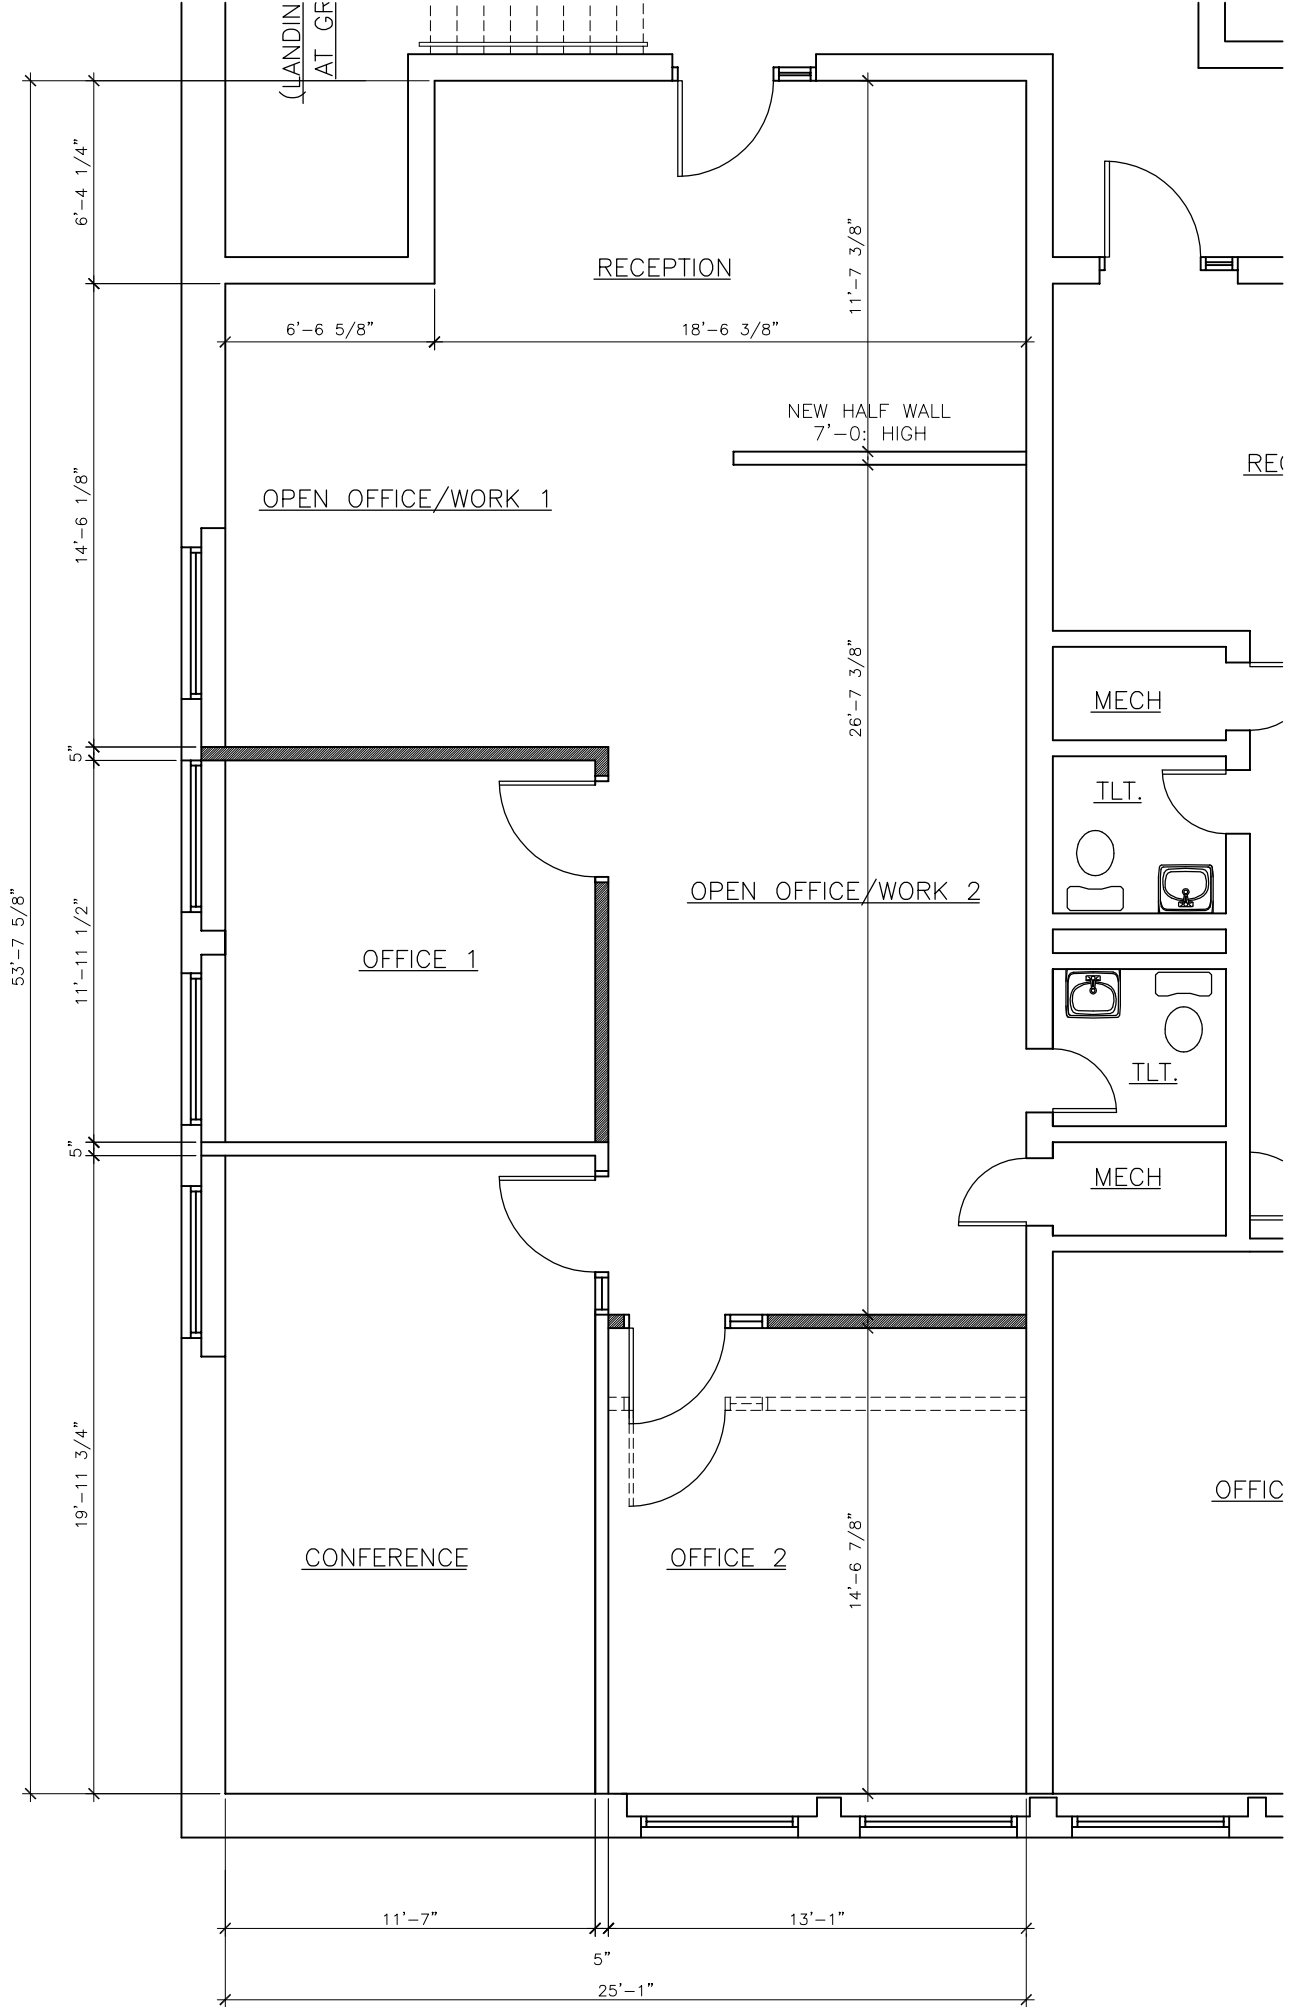 (LANDIN
AT GR
6'-4 1/4"
RECEPTION
11'-7 3/8"
6'-6 5/8"
18'-6 3/8"
NEW HALF WALL
7'-0: HIGH
REC
14'-6 1/8"
OPEN OFFICE/WORK 1
26'-7 3/8"
MECH
5"
TLT.
53'-7 5/8"
11'-11 1/2"
OPEN OFFICE/WORK 2
OFFICE 1
TLT.
5"
MECH
19'-11 3/4"
OFFIC
CONFERENCE
OFFICE 2
14'-6 7/8"
11'-7"
13'-1"
5"
25'-1"